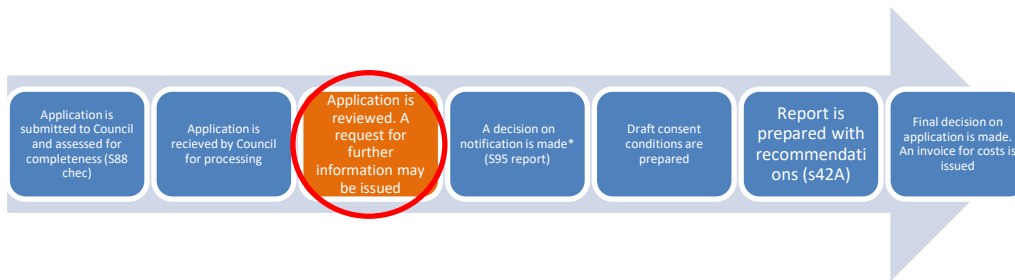 Application is
submitted to Council
and assessed for
completeness (S88
chec)
Application is
recieved by Council
for processing
Application is
reviewed. A
request for
further
information may
be issued
A decision on
notification is made*
(S95 report)
Draft consent
conditions are
prepared
Report is
prepared with
recommendati
ons (s42A)
Final decision on
application is made.
An invoice for costs is
issued